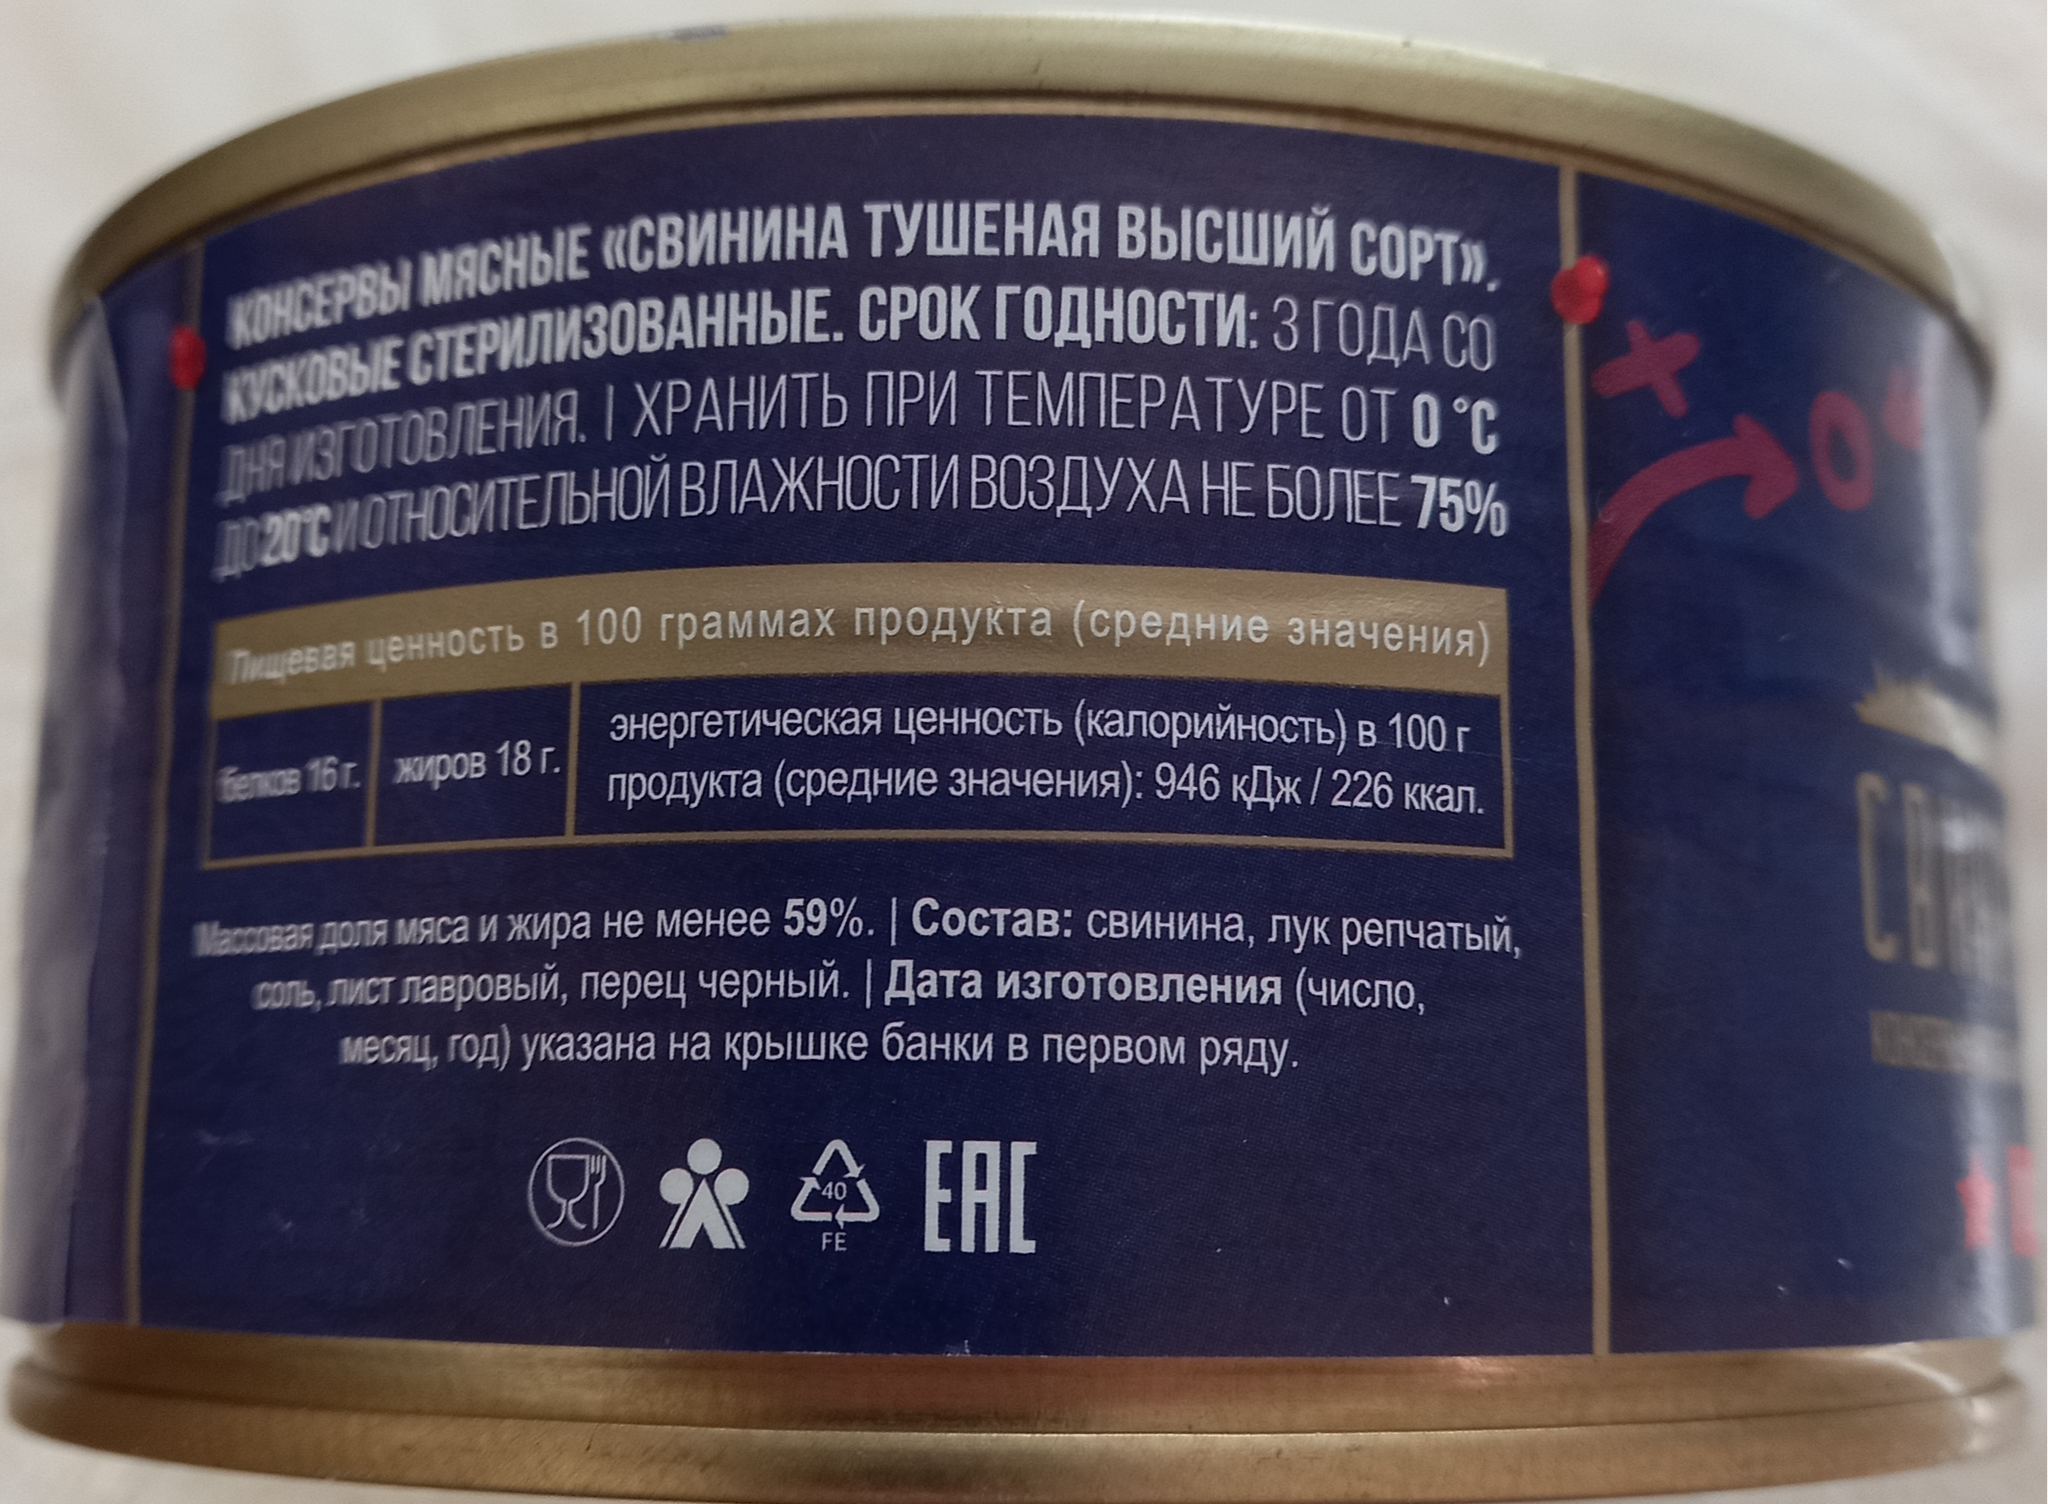 КОНСЕРВЫ МЯСНЫЕ «СВИНИНА ТУШЕНАЯ ВЫСШИЙ СОРТ».
КУСКОВЫЕ СТЕРИЛИЗОВАННЫЕ. СРОК ГОДНОСТИ: 3 ГОДА СО
ДНЯ ИЗГОТОВЛЕНИЯ. | ХРАНИТЬ ПРИ ТЕМПЕРАТУРЕ ОТ 0 °С
ДО 20°С И ОТНОСИТЕЛЬНОЙ ВЛАЖНОСТИ ВОЗДУХА НЕ БОЛЕЕ 75%
Пищевая ценность в 100 граммах продукта (средние значения)
белков 16 г.
жиров 18 г.
энергетическая ценность (калорийность) в 100 г
продукта (средние значения): 946 кДж / 226 ккал.
Массовая доля мяса и жира не менее 59%. | Состав: свинина, лук репчатый,
соль, лист лавровый, перец черный. | Дата изготовления (число,
месяц, год) указана на крышке банки в первом ряду.
40
FE
EAC